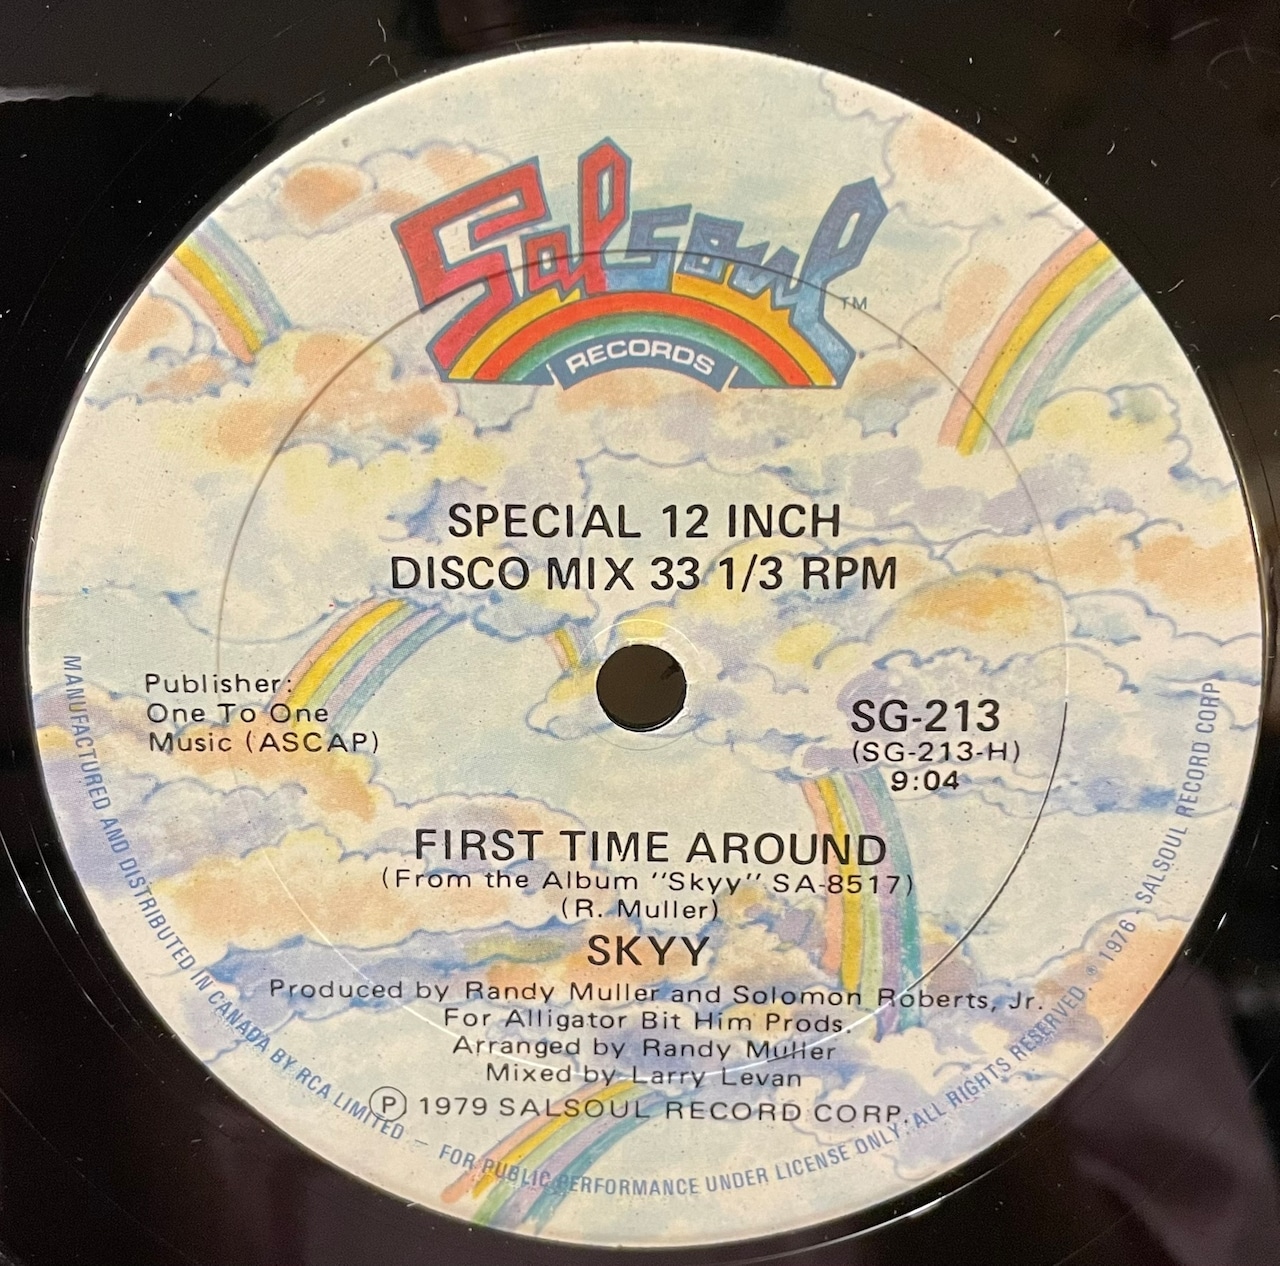 Salsoul
TM
RECORDS
SPECIAL 12 INCH
DISCO MIX 33 1/3 RPM
Publisher:
One To One
Music (ASCAP)
SG-213
(SG-213-H)
9:04
FIRST TIME AROUND
(From the Album "Skyy" SA-8517)
(R. Muller)
SKYY
Produced by Randy Muller and Solomon Roberts, Jr.
For Alligator Bit Him Prods.
Arranged by Randy Muller
Mixed by Larry Levan
Ⓟ 1979 SALSOUL RECORD CORP.
MANUFACTURED AND DISTRIBUTED IN CANADA BY RCA LIMITED — FOR PUBLIC PERFORMANCE UNDER LICENSE ONLY. ALL RIGHTS RESERVED. 1976 - SALSOUL RECORD CORP